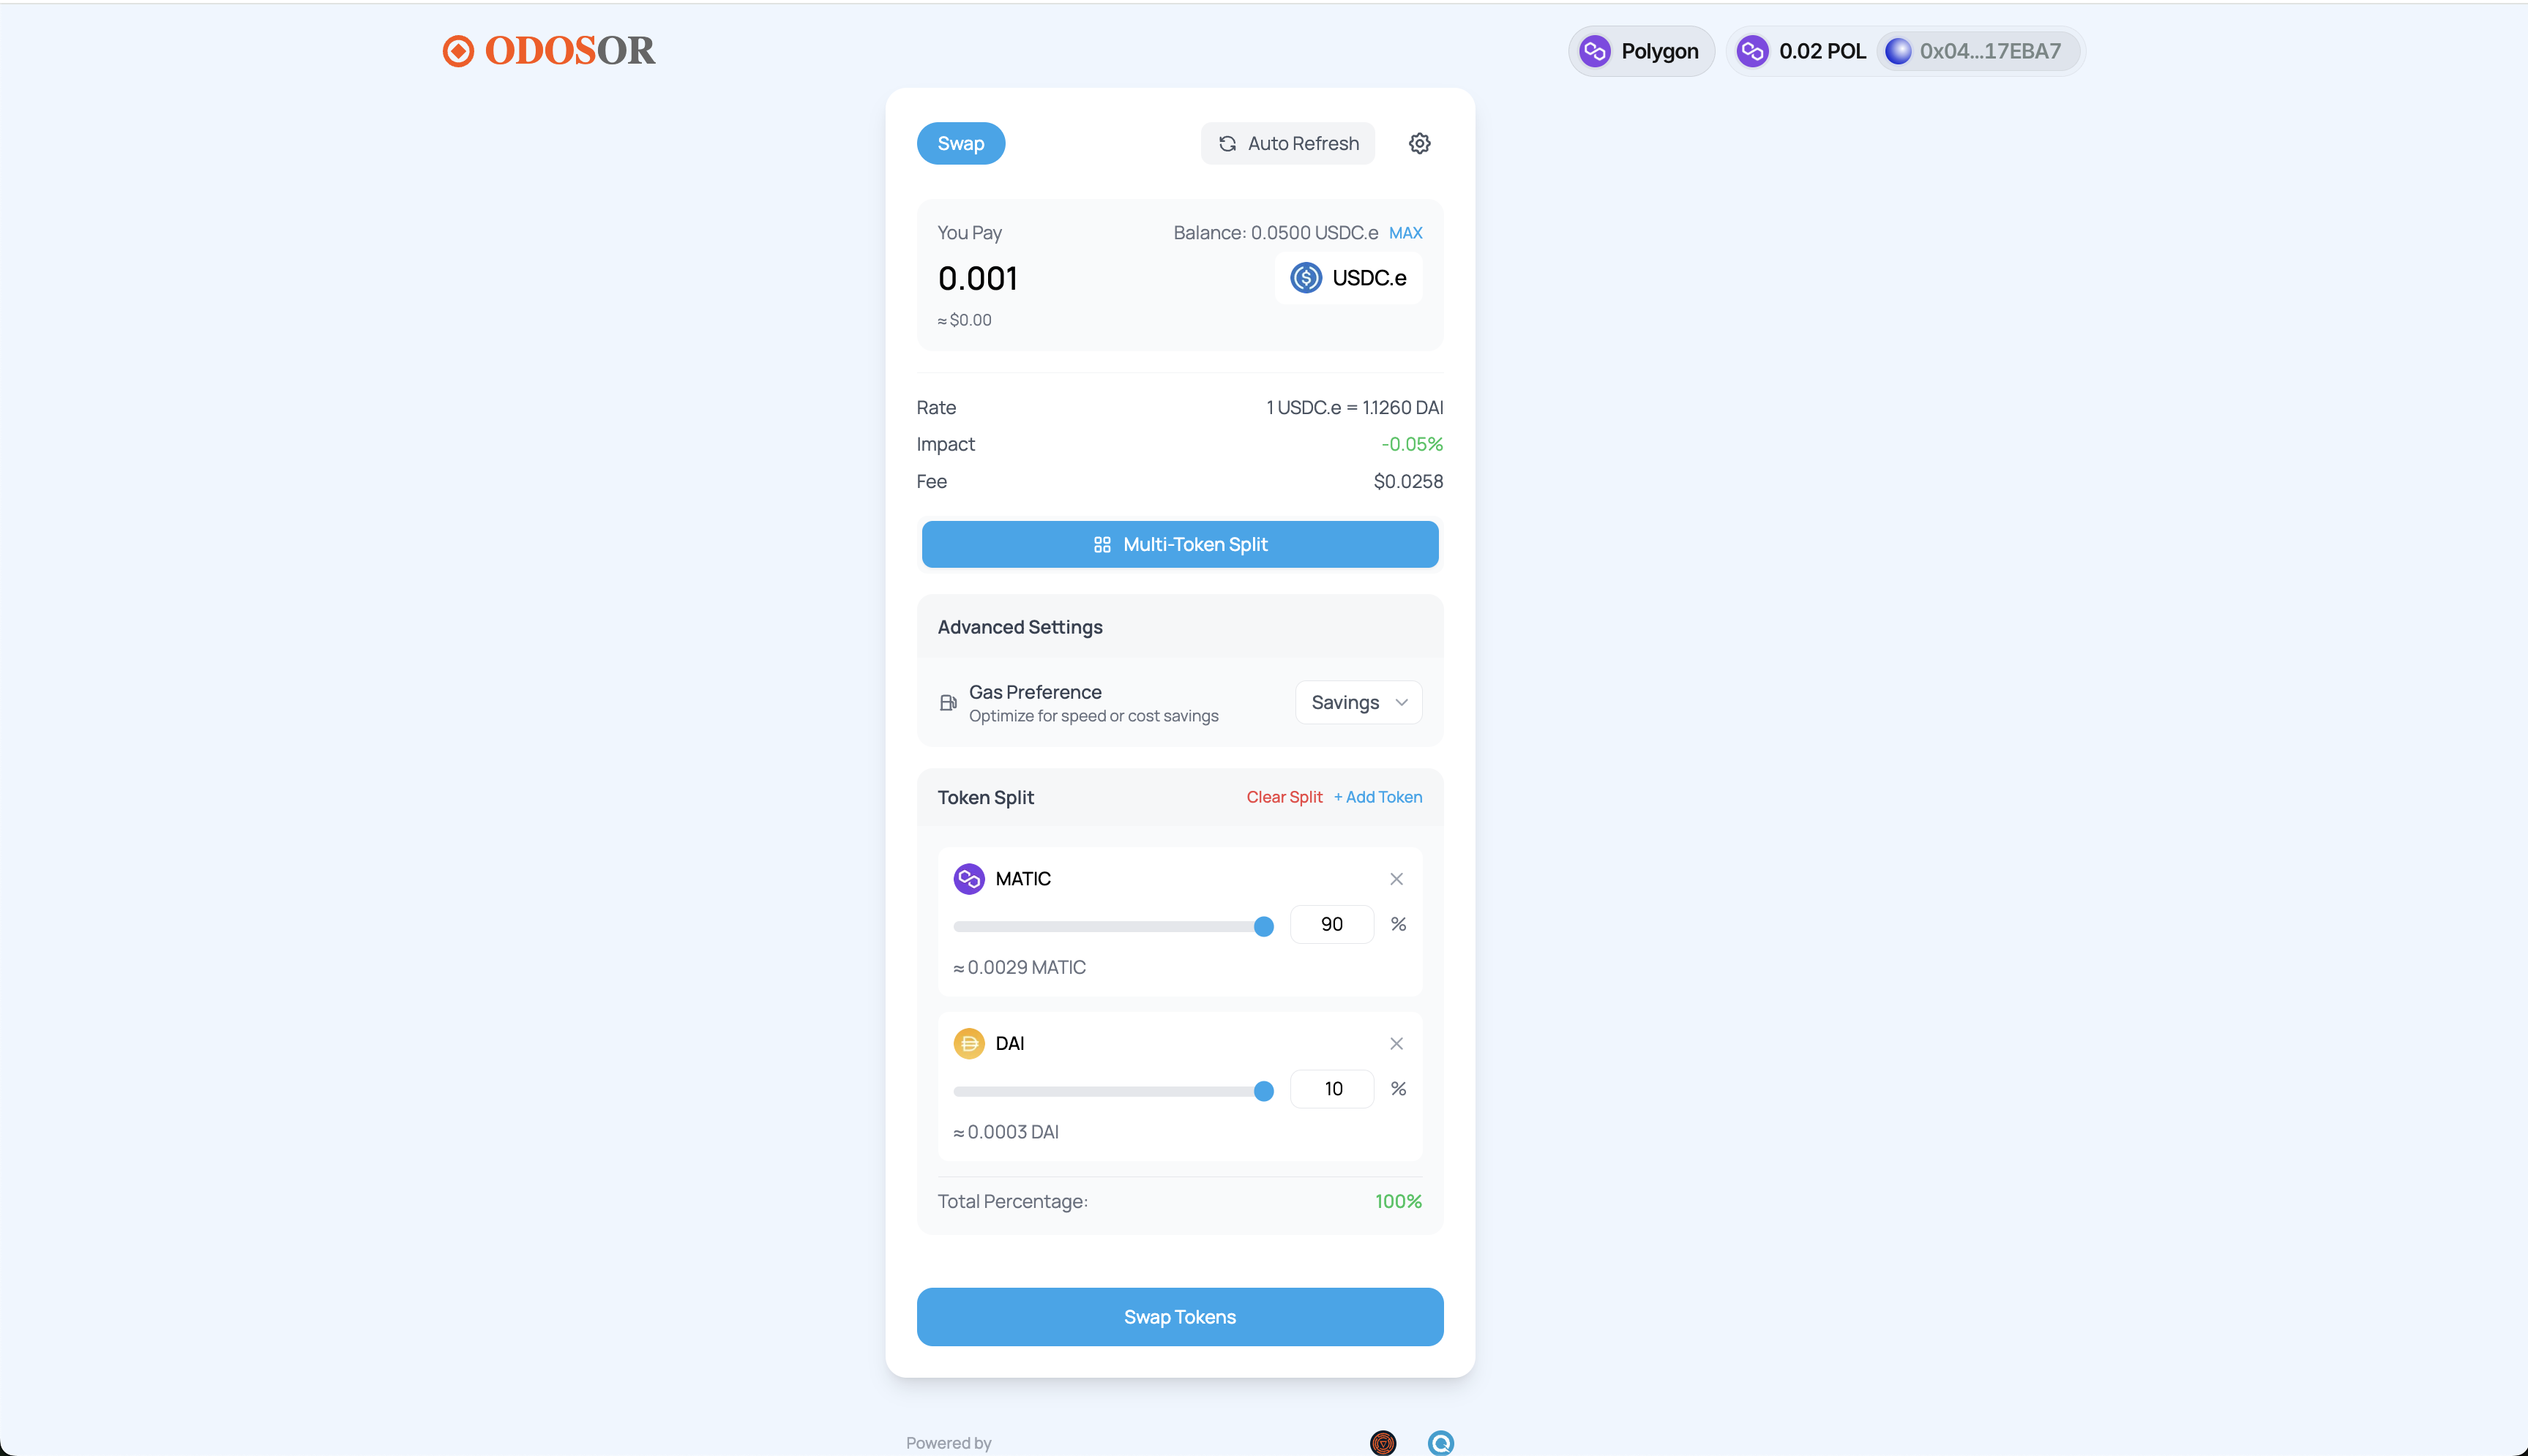 ODOSOR
Polygon
0.02 POL
0x04...17EBA7
Swap
Auto Refresh
You Pay
Balance: 0.0500 USDC.e MAX
0.001
USDC.e
≈ $0.00
Rate
1 USDC.e = 1.1260 DAI
Impact
-0.05%
Fee
$0.0258
Multi-Token Split
Advanced Settings
Gas Preference
Optimize for speed or cost savings
Savings
Token Split
Clear Split + Add Token
MATIC
90 %
≈ 0.0029 MATIC
DAI
10 %
≈ 0.0003 DAI
Total Percentage:
100%
Swap Tokens
Powered by